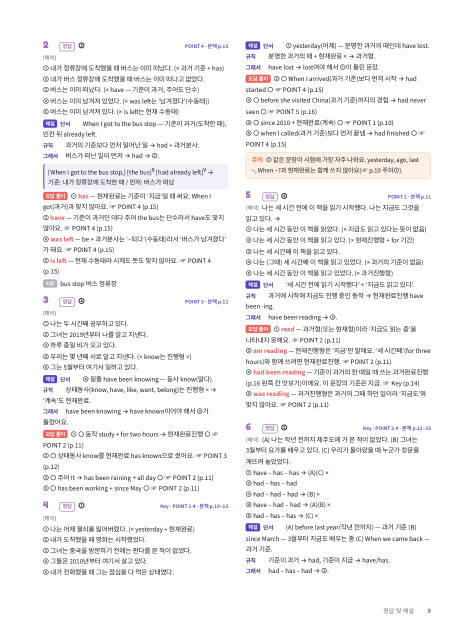 2 정답 ② POINT 4 · 본책 p.15
[해석]
① 내가 정류장에 도착했을 때 버스는 이미 떠났다. (× 과거 기준 + has)
② 내가 버스 정류장에 도착했을 때 버스는 이미 떠나고 없었다.
③ 버스는 이미 떠났다. (× have — 기준이 과거, 주어도 단수)
④ 버스는 이미 남겨져 있었다. (× was left는 '남겨졌다'(수동태))
⑤ 버스는 이미 남겨져 있다. (× is left는 현재 수동태)
해설 단서 When I got to the bus stop — 기준이 과거(도착한 때),
빈칸 뒤 already left.
규칙 과거의 기준보다 먼저 일어난 일 → had + 과거분사.
그래서 버스가 떠난 일이 먼저 → had → ②.
[When I got to the bus stop,] (the bus) (had already left) →
기준: 내가 정류장에 도착한 때 / 먼저: 버스가 떠남
오답 풀이 ① has — 현재완료는 기준이 '지금'일 때 써요. When I
got(과거)과 맞지 않아요. ☞ POINT 4 (p.15)
③ have — 기준이 과거인 데다 주어 the bus는 단수라서 have도 맞지
않아요. ☞ POINT 4 (p.15)
④ was left — be + 과거분사는 '~되다'(수동태)라서 '버스가 남겨졌다'
가 돼요. ☞ POINT 4 (p.15)
⑤ is left — 현재 수동태라 시제도 뜻도 맞지 않아요. ☞ POINT 4
(p.15)
어휘 bus stop 버스 정류장
3 정답 ④ POINT 3 · 본책 p.12
[해석]
① 나는 두 시간째 공부하고 있다.
② 그녀는 2019년부터 나를 알고 지낸다.
③ 하루 종일 비가 오고 있다.
④ 우리는 몇 년째 서로 알고 지낸다. (× know는 진행형 ×)
⑤ 그는 5월부터 여기서 일하고 있다.
해설 단서 ④ 밑줄 have been knowing — 동사 know(알다).
규칙 상태동사(know, have, like, want, belong)는 진행형 × →
'계속'도 현재완료.
그래서 have been knowing → have known이어야 해서 ④가
틀렸어요.
오답 풀이 ① ○ 동작 study + for two hours → 현재완료진행 ○ ☞
POINT 2 (p.11)
② ○ 상태동사 know를 현재완료 has known으로 썼어요. ☞ POINT 3
(p.12)
③ ○ 주어 It → has been raining + all day ○ ☞ POINT 2 (p.11)
⑤ ○ has been working + since May ○ ☞ POINT 2 (p.11)
4 정답 ① Key · POINT 1·4 · 본책 p.10~15
[해석]
① 나는 어제 열쇠를 잃어버렸다. (× yesterday + 현재완료)
② 내가 도착했을 때 영화는 시작했었다.
③ 그녀는 중국을 방문하기 전에는 판다를 본 적이 없었다.
④ 그들은 2010년부터 여기서 살고 있다.
⑤ 내가 전화했을 때 그는 점심을 다 먹은 상태였다.
해설 단서 ① yesterday(어제) — 분명한 과거의 때인데 have lost.
규칙 분명한 과거의 때 + 현재완료 × → 과거형.
그래서 have lost → lost여야 해서 ①이 틀린 문장.
오답 풀이 ② ○ When I arrived(과거 기준)보다 먼저 시작 → had
started ○ ☞ POINT 4 (p.15)
③ ○ before she visited China(과거 기준)까지의 경험 → had never
seen ○ ☞ POINT 5 (p.16)
④ ○ since 2010 + 현재완료(계속) ○ ☞ POINT 1 (p.10)
⑤ ○ when I called(과거 기준)보다 먼저 끝냄 → had finished ○ ☞
POINT 4 (p.15)
주의 ① 같은 문장이 시험에 가장 자주 나와요. yesterday, ago, last
~, When ~?과 현재완료는 함께 쓰지 않아요(☞ p.10 주의①).
5 정답 ③ POINT 2 · 본책 p.11
[해석] 나는 세 시간 전에 이 책을 읽기 시작했다. 나는 지금도 그것을
읽고 있다. →
① 나는 세 시간 동안 이 책을 읽었다. (× 지금도 읽고 있다는 뜻이 없음)
② 나는 세 시간 동안 이 책을 읽고 있다. (× 현재진행형 + for 기간)
③ 나는 세 시간째 이 책을 읽고 있다.
④ 나는 (그때) 세 시간째 이 책을 읽고 있었다. (× 과거의 기준이 없음)
⑤ 나는 세 시간 동안 이 책을 읽고 있었다. (× 과거진행형)
해설 단서 '세 시간 전에 읽기 시작했다' + '지금도 읽고 있다'.
규칙 과거에 시작해 지금도 진행 중인 동작 → 현재완료진행 have
been -ing.
그래서 have been reading → ③.
오답 풀이 ① read — 과거형(또는 현재형)이라 '지금도 읽는 중'을
나타내지 못해요. ☞ POINT 2 (p.11)
② am reading — 현재진행형은 '지금'만 말해요. '세 시간째'(for three
hours)와 함께 쓰려면 현재완료진행. ☞ POINT 2 (p.11)
④ had been reading — 기준이 과거의 한 때일 때 쓰는 과거완료진행
(p.16 왼쪽 칸 맛보기)이에요. 이 문장의 기준은 지금. ☞ Key (p.14)
⑤ was reading — 과거진행형은 과거의 그때 하던 일이라 '지금도'와
맞지 않아요. ☞ POINT 2 (p.11)
6 정답 ② Key · POINT 2·4 · 본책 p.11~15
[해석] (A) 나는 작년 전까지 제주도에 가 본 적이 없었다. (B) 그녀는
3월부터 요가를 배우고 있다. (C) 우리가 돌아왔을 때 누군가 창문을
깨뜨려 놓았었다.
① have – has – has → (A)(C) ×
② had – has – had
③ had – had – had → (B) ×
④ have – had – had → (A)(B) ×
⑤ had – has – has → (C) ×
해설 단서 (A) before last year(작년 전까지) — 과거 기준 (B)
since March — 3월부터 지금도 배우는 중 (C) When we came back —
과거 기준.
규칙 기준이 과거 → had, 기준이 지금 → have/has.
그래서 had – has – had → ②.
정답 및 해설 3